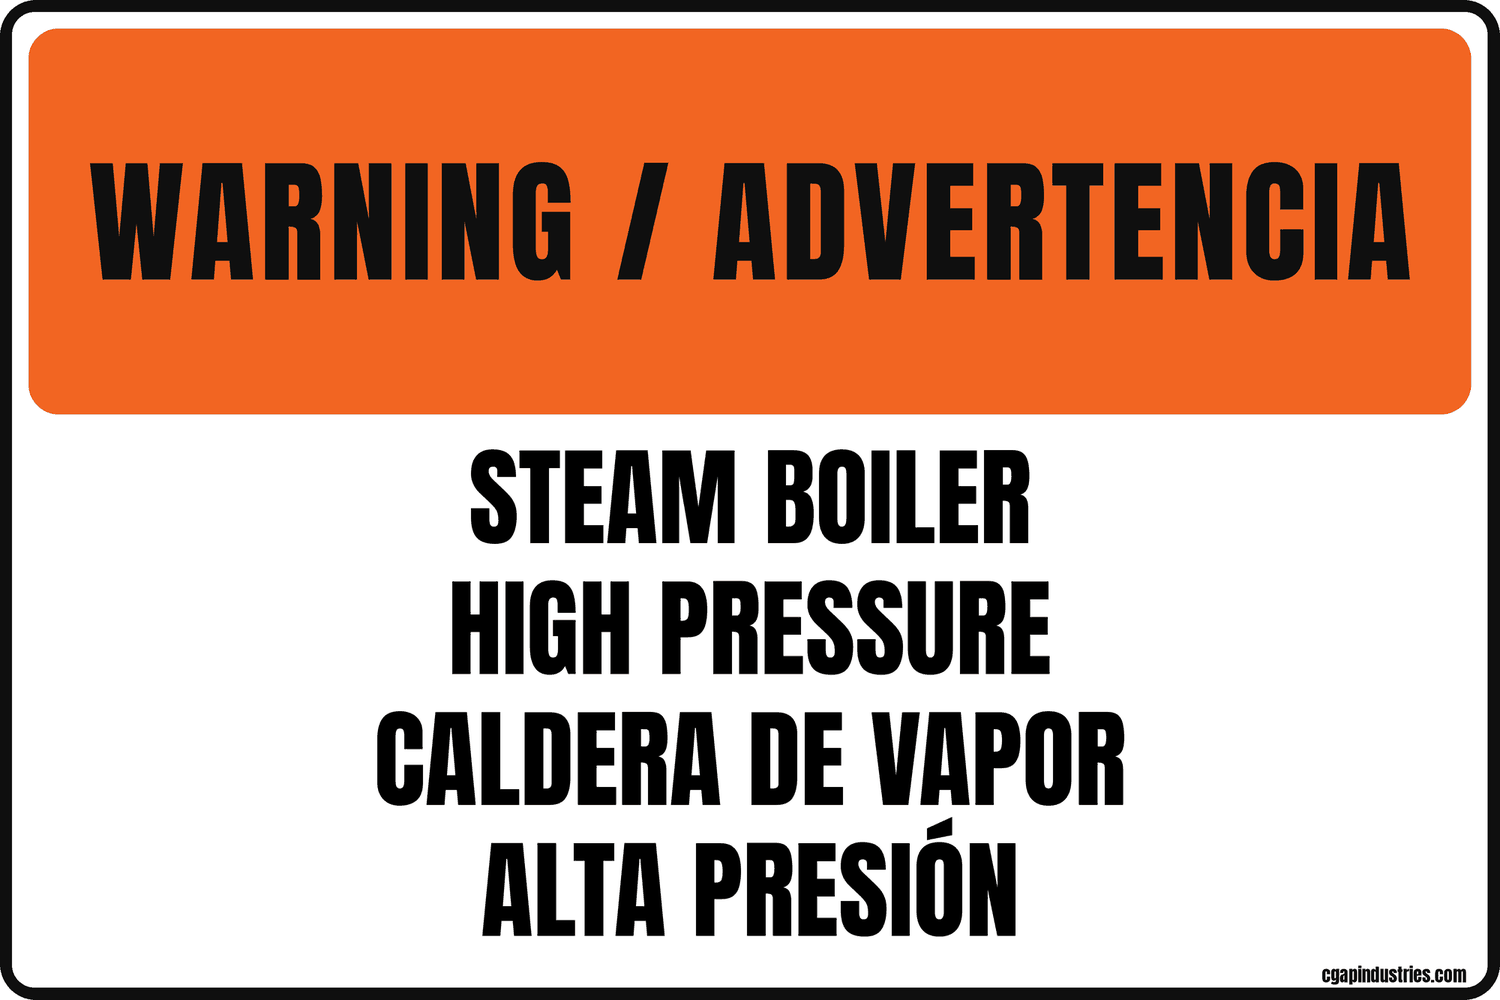 WARNING / ADVERTENCIA
STEAM BOILER
HIGH PRESSURE
CALDERA DE VAPOR
ALTA PRESIÓN
cgapindustries.com